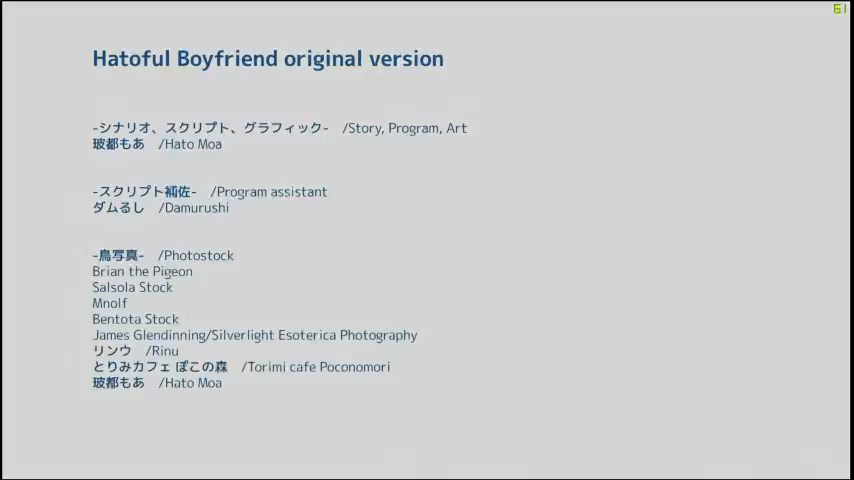 61
Hatoful Boyfriend original version
-シナリオ、スクリプト、グラフィック- /Story, Program, Art
玻都もあ /Hato Moa
-スクリプト補佐- /Program assistant
ダムるし /Damurushi
-鳥写真- /Photostock
Brian the Pigeon
Salsola Stock
Mnolf
Bentota Stock
James Glendinning/Silverlight Esoterica Photography
リンウ /Rinu
とりみカフェ ぽこの森 /Torimi cafe Poconomori
玻都もあ /Hato Moa